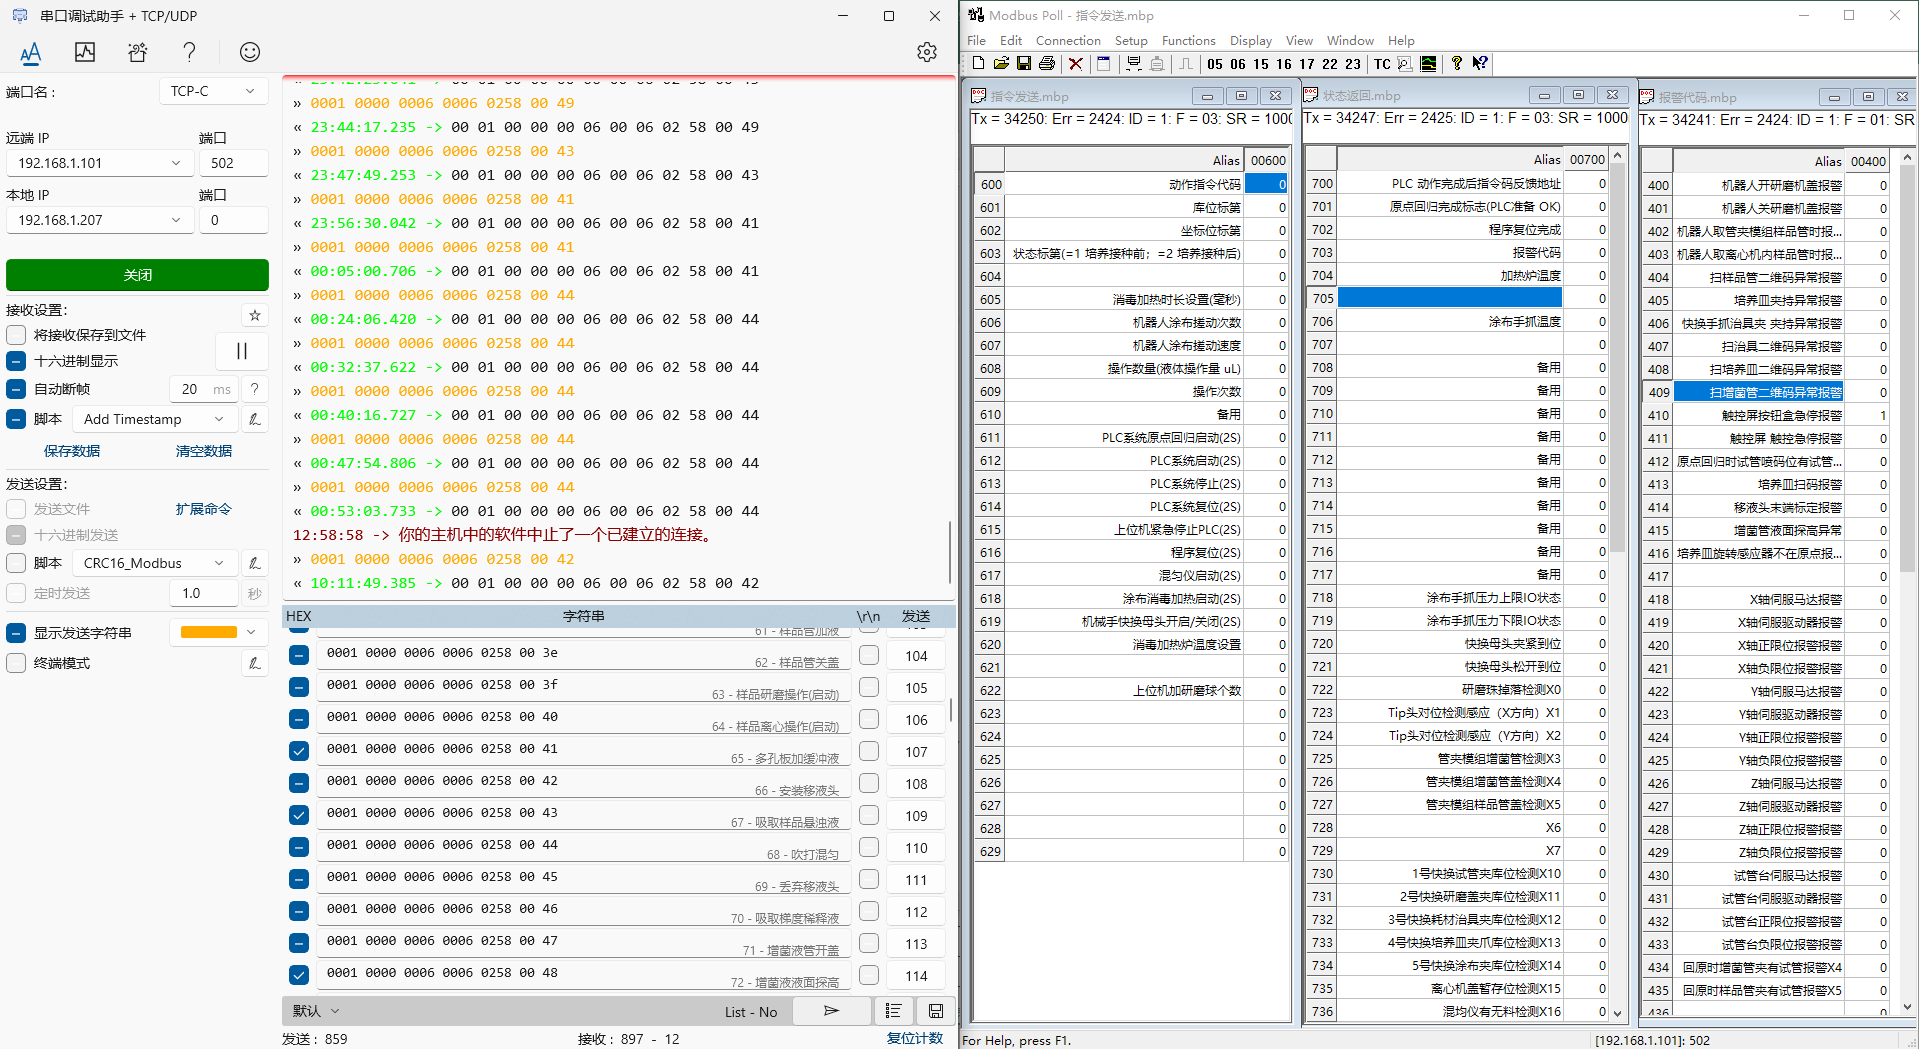 串口调试助手 + TCP/UDP
端口名：
TCP-C
远端 IP
端口
192.168.1.101
502
本地 IP
端口
192.168.1.207
0
关闭
接收设置：
将接收保存到文件
十六进制显示
自动断帧
20 ms
?
脚本
Add Timestamp
保存数据
清空数据
发送设置：
发送文件
扩展命令
十六进制发送
脚本
CRC16_Modbus
定时发送
1.0
秒
显示发送字符串
终端模式
» 0001 0000 0006 0006 0258 00 49
« 23:44:17.235 -> 00 01 00 00 00 06 00 06 02 58 00 49
» 0001 0000 0006 0006 0258 00 43
« 23:47:49.253 -> 00 01 00 00 00 06 00 06 02 58 00 43
» 0001 0000 0006 0006 0258 00 41
« 23:56:30.042 -> 00 01 00 00 00 06 00 06 02 58 00 41
» 0001 0000 0006 0006 0258 00 41
« 00:05:00.706 -> 00 01 00 00 00 06 00 06 02 58 00 41
» 0001 0000 0006 0006 0258 00 44
« 00:24:06.420 -> 00 01 00 00 00 06 00 06 02 58 00 44
» 0001 0000 0006 0006 0258 00 44
« 00:32:37.622 -> 00 01 00 00 00 06 00 06 02 58 00 44
» 0001 0000 0006 0006 0258 00 44
« 00:40:16.727 -> 00 01 00 00 00 06 00 06 02 58 00 44
» 0001 0000 0006 0006 0258 00 44
« 00:47:54.806 -> 00 01 00 00 00 06 00 06 02 58 00 44
» 0001 0000 0006 0006 0258 00 44
« 00:53:03.733 -> 00 01 00 00 00 06 00 06 02 58 00 44
12:58:58 -> 你的主机中的软件中止了一个已建立的连接。
» 0001 0000 0006 0006 0258 00 42
« 10:11:49.385 -> 00 01 00 00 00 06 00 06 02 58 00 42
HEX 字符串 \r\n 发送
61 - 样品管加液
0001 0000 0006 0006 0258 00 3e
62 - 样品管关盖
104
0001 0000 0006 0006 0258 00 3f
63 - 样品研磨操作(启动)
105
0001 0000 0006 0006 0258 00 40
64 - 样品离心操作(启动)
106
0001 0000 0006 0006 0258 00 41
65 - 多孔板加缓冲液
107
0001 0000 0006 0006 0258 00 42
66 - 安装移液头
108
0001 0000 0006 0006 0258 00 43
67 - 吸取样品悬浊液
109
0001 0000 0006 0006 0258 00 44
68 - 吹打混匀
110
0001 0000 0006 0006 0258 00 45
69 - 丢弃移液头
111
0001 0000 0006 0006 0258 00 46
70 - 吸取梯度稀释液
112
0001 0000 0006 0006 0258 00 47
71 - 增菌液管开盖
113
0001 0000 0006 0006 0258 00 48
72 - 增菌液液面探高
114
默认
List - No
发送：859
接收：897 - 12
复位计数
Modbus Poll - 指令发送.mbp
File Edit Connection Setup Functions Display View Window Help
05 06 15 16 17 22 23 TC
指令发送.mbp
Tx = 34250: Err = 2424: ID = 1: F = 03: SR = 1000
Alias 00600
600 动作指令代码 0
601 库位标第 0
602 坐标位标第 0
603 状态标第(=1 培养接种前；=2 培养接种后) 0
604 0
605 消毒加热时长设置(毫秒) 0
606 机器人涂布搓动次数 0
607 机器人涂布搓动速度 0
608 操作数量(液体操作量 uL) 0
609 操作次数 0
610 备用 0
611 PLC系统原点回归启动(2S) 0
612 PLC系统启动(2S) 0
613 PLC系统停止(2S) 0
614 PLC系统复位(2S) 0
615 上位机紧急停止PLC(2S) 0
616 程序复位(2S) 0
617 混匀仪启动(2S) 0
618 涂布消毒加热启动(2S) 0
619 机械手快换母头开启/关闭(2S) 0
620 消毒加热炉温度设置 0
621 0
622 上位机加研磨球个数 0
623 0
624 0
625 0
626 0
627 0
628 0
629 0
状态返回.mbp
Tx = 34247: Err = 2425: ID = 1: F = 03: SR = 1000
Alias 00700
700 PLC 动作完成后指令码反馈地址 0
701 原点回归完成标志(PLC准备 OK) 0
702 程序复位完成 0
703 报警代码 0
704 加热炉温度 0
705 0
706 涂布手抓温度 0
707 0
708 备用 0
709 备用 0
710 备用 0
711 备用 0
712 备用 0
713 备用 0
714 备用 0
715 备用 0
716 备用 0
717 备用 0
718 涂布手抓压力上限IO状态 0
719 涂布手抓压力下限IO状态 0
720 快换母头夹紧到位 0
721 快换母头松开到位 0
722 研磨珠掉落检测X0 0
723 Tip头对位检测感应（X方向）X1 0
724 Tip头对位检测感应（Y方向）X2 0
725 管夹模组增菌管检测X3 0
726 管夹模组增菌管盖检测X4 0
727 管夹模组样品管盖检测X5 0
728 X6 0
729 X7 0
730 1号快换试管夹库位检测X10 0
731 2号快换研磨盖夹库位检测X11 0
732 3号快换耗材治具夹库位检测X12 0
733 4号快换培养皿夹爪库位检测X13 0
734 5号快换涂布夹库位检测X14 0
735 离心机盖暂存位检测X15 0
736 混均仪有无料检测X16 0
报警代码.mbp
Tx = 34241: Err = 2424: ID = 1: F = 01: SR
Alias 00400
400 机器人开研磨机盖报警 0
401 机器人关研磨机盖报警 0
402 机器人取管夹模组样品管时报... 0
403 机器人取离心机内样品管时报... 0
404 扫样品管二维码异常报警 0
405 培养皿夹持异常报警 0
406 快换手抓治具夹 夹持异常报警 0
407 扫治具二维码异常报警 0
408 扫培养皿二维码异常报警 0
409 扫增菌管二维码异常报警 0
410 触控屏按钮盒急停报警 1
411 触控屏 触控急停报警 0
412 原点回归时试管喷码位有试管... 0
413 培养皿扫码报警 0
414 移液头末端标定报警 0
415 增菌管液面探高异常 0
416 培养皿旋转感应器不在原点报... 0
417 0
418 X轴伺服马达报警 0
419 X轴伺服驱动器报警 0
420 X轴正限位报警报警 0
421 X轴负限位报警报警 0
422 Y轴伺服马达报警 0
423 Y轴伺服驱动器报警 0
424 Y轴正限位报警报警 0
425 Y轴负限位报警报警 0
426 Z轴伺服马达报警 0
427 Z轴伺服驱动器报警 0
428 Z轴正限位报警报警 0
429 Z轴负限位报警报警 0
430 试管台伺服马达报警 0
431 试管台伺服驱动器报警 0
432 试管台正限位报警报警 0
433 试管台负限位报警报警 0
434 回原时增菌管夹有试管报警X4 0
435 回原时样品管夹有试管报警X5 0
For Help, press F1.
[192.168.1.101]: 502